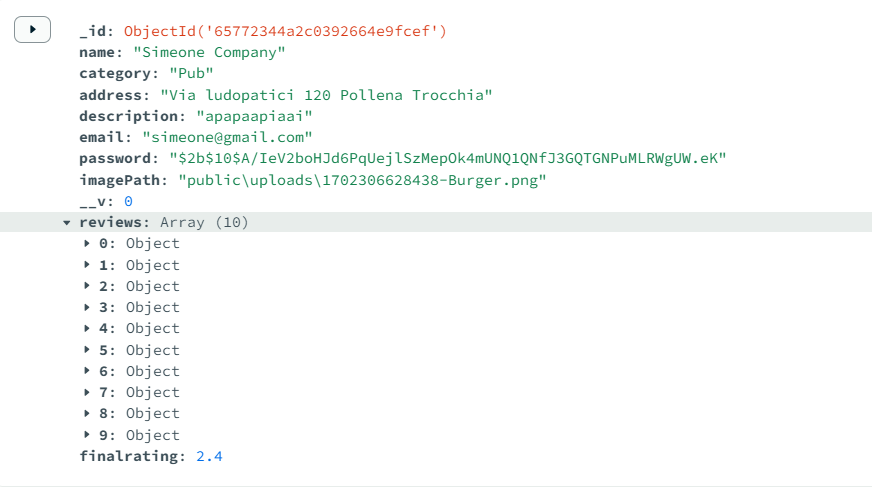 _id: ObjectId('65772344a2c0392664e9fcef')
name: "Simeone Company"
category: "Pub"
address: "Via ludopatici 120 Pollena Trocchia"
description: "apapaapiaai"
email: "simeone@gmail.com"
password: "$2b$10$A/IeV2boHJd6PqUejlSzMepOk4mUNQ1QNfJ3GQTGNPuMLRWgUW.eK"
imagePath: "public\uploads\1702306628438-Burger.png"
__v: 0
reviews: Array (10)
0: Object
1: Object
2: Object
3: Object
4: Object
5: Object
6: Object
7: Object
8: Object
9: Object
finalrating: 2.4